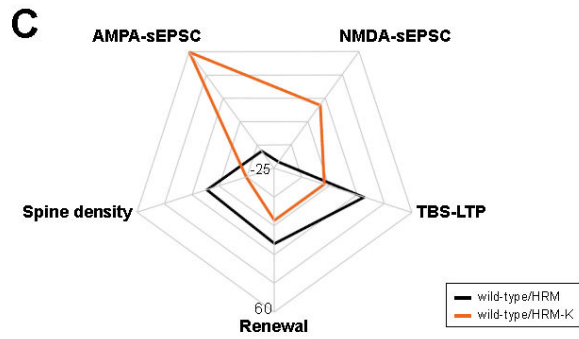 C
AMPA-sEPSC
NMDA-sEPSC
-25
Spine density
TBS-LTP
60
Renewal
wild-type/HRM
wild-type/HRM-K